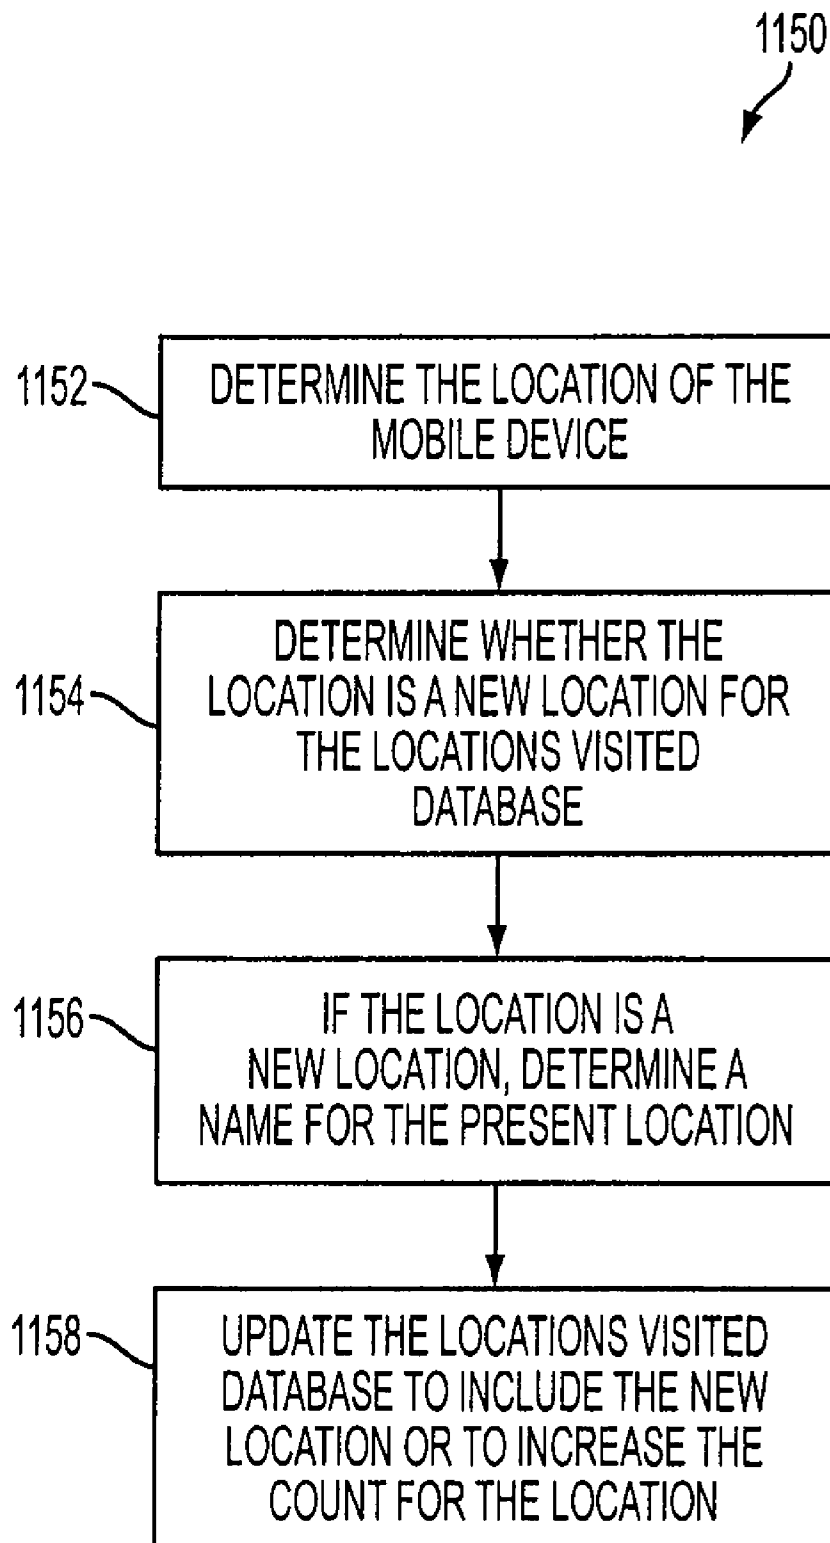 1150
1152
DETERMINE THE LOCATION OF THE
MOBILE DEVICE
1154
DETERMINE WHETHER THE
LOCATION IS A NEW LOCATION FOR
THE LOCATIONS VISITED
DATABASE
1156
IF THE LOCATION IS A
NEW LOCATION, DETERMINE A
NAME FOR THE PRESENT LOCATION
1158
UPDATE THE LOCATIONS VISITED
DATABASE TO INCLUDE THE NEW
LOCATION OR TO INCREASE THE
COUNT FOR THE LOCATION